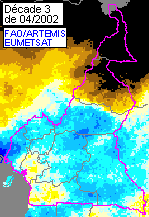 Décade 3
de 04/2002
FAO/ARTEMIS
EUMETSAT